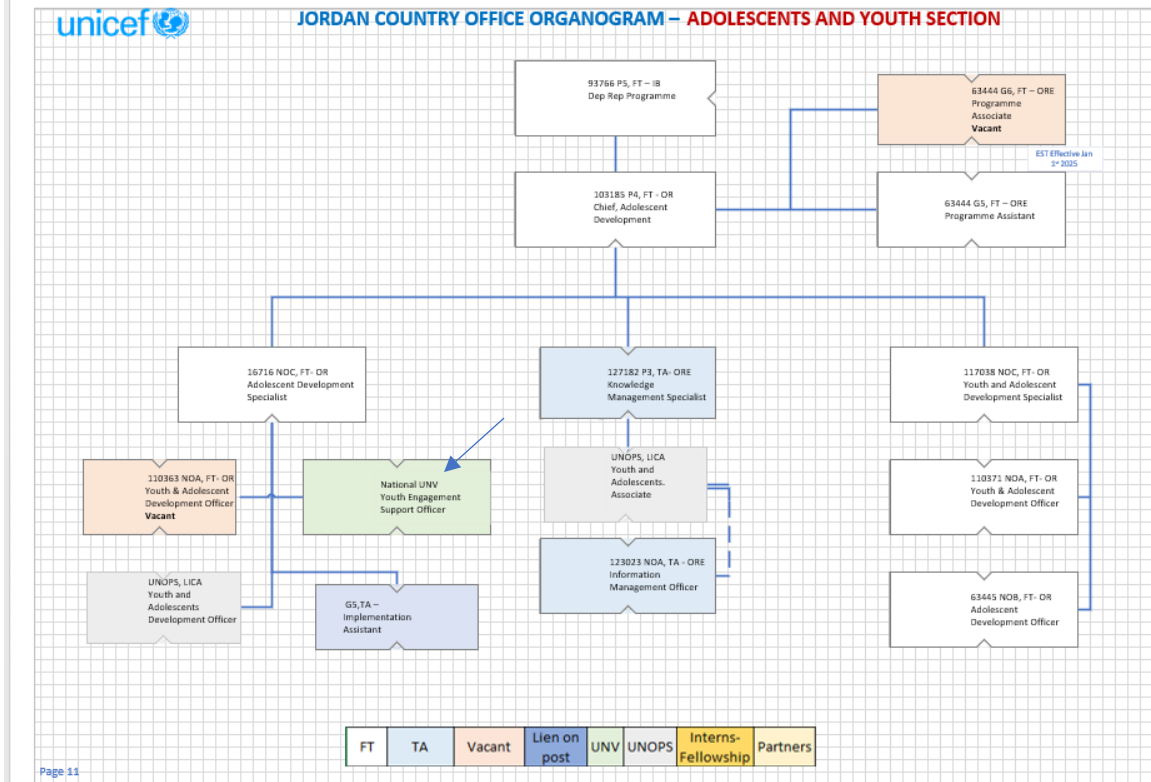 unicef
JORDAN COUNTRY OFFICE ORGANOGRAM – ADOLESCENTS AND YOUTH SECTION
93766 P5, FT – IB
Dep Rep Programme
63444 G6, FT – ORE
Programme
Associate
Vacant
EST Effective Jan
1st 2025
103185 P4, FT - OR
Chief, Adolescent
Development
63444 G5, FT – ORE
Programme Assistant
16716 NOC, FT- OR
Adolescent Development
Specialist
127182 P3, TA- ORE
Knowledge
Management Specialist
117038 NOC, FT- OR
Youth and Adolescent
Development Specialist
110363 NOA, FT- OR
Youth & Adolescent
Development Officer
Vacant
National UNV
Youth Engagement
Support Officer
UNOPS, LICA
Youth and
Adolescents.
Associate
110371 NOA, FT- OR
Youth & Adolescent
Development Officer
UNOPS, LICA
Youth and
Adolescents
Development Officer
G5,TA –
Implementation
Assistant
123023 NOA, TA - ORE
Information
Management Officer
63445 NOB, FT- OR
Adolescent
Development Officer
FT
TA
Vacant
Lien on
post
UNV
UNOPS
Interns-
Fellowship
Partners
Page 11